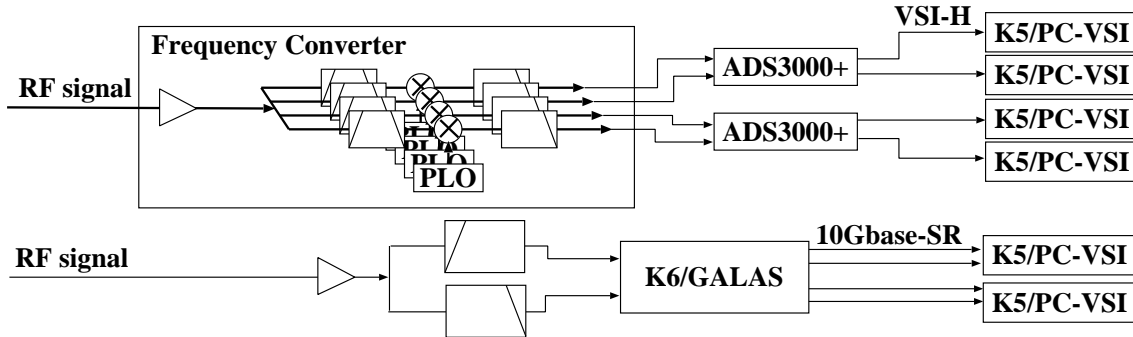 VSI-H
K5/PC-VSI
Frequency Converter
ADS3000+
RF signal
K5/PC-VSI
K5/PC-VSI
ADS3000+
K5/PC-VSI
PLO
PLO
PLO
PLO
10Gbase-SR
K5/PC-VSI
RF signal
K6/GALAS
K5/PC-VSI